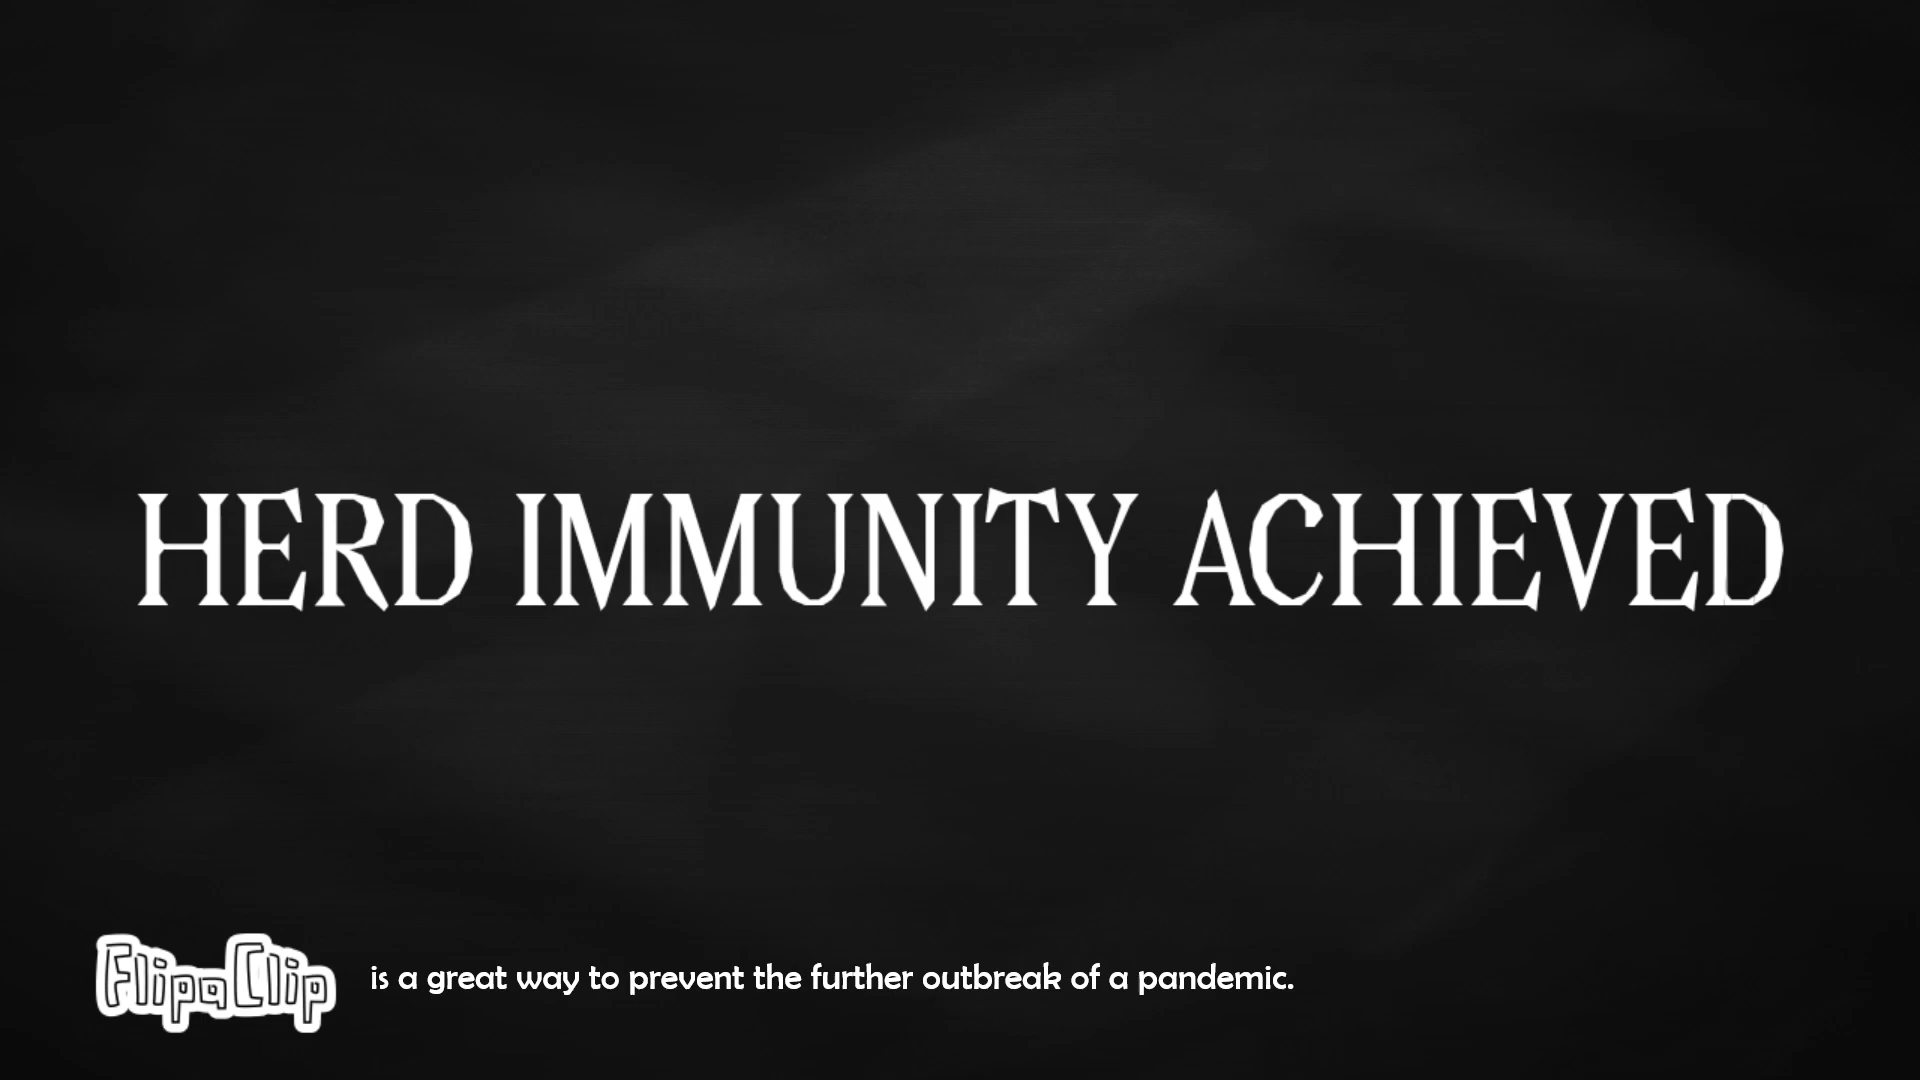 HERD IMMUNITY ACHIEVED
FlipaClip is a great way to prevent the further outbreak of a pandemic.